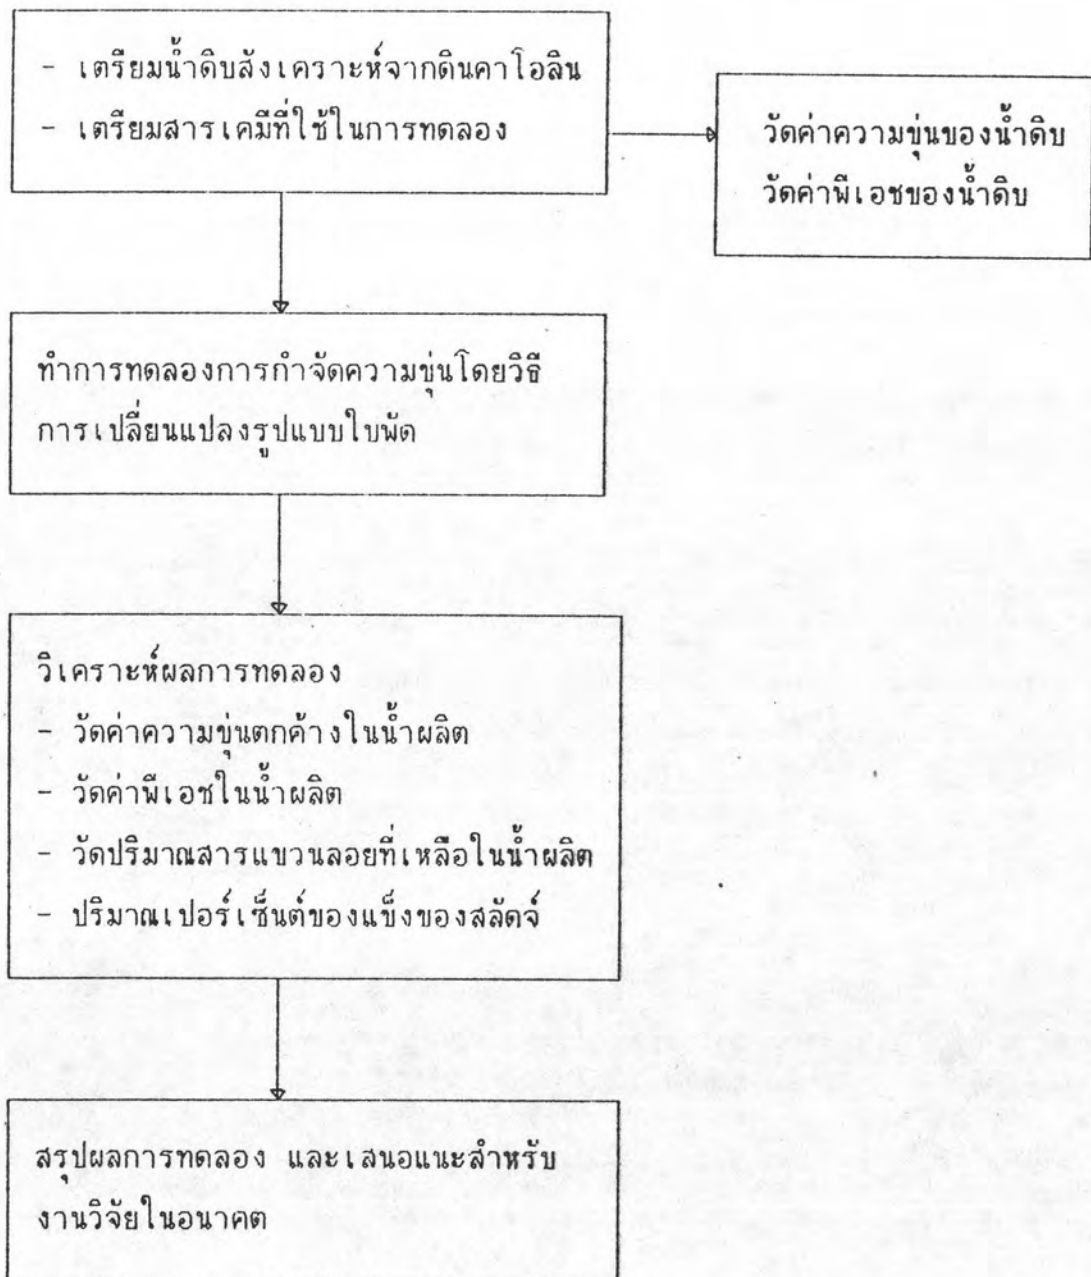 - เตรียมน้ำดิบสังเคราะห์จากดินคาโอลิน
- เตรียมสารเคมีที่ใช้ในการทดลอง
วัดค่าความขุ่นของน้ำดิบ
วัดค่าพีเอชของน้ำดิบ
ทำการทดลองการกำจัดความขุ่นโดยวิธี
การเปลี่ยนแปลงรูปแบบใบพัด
วิเคราะห์ผลการทดลอง
- วัดค่าความขุ่นตกค้างในน้ำผลิต
- วัดค่าพีเอชในน้ำผลิต
- วัดปริมาณสารแขวนลอยที่เหลือในน้ำผลิต
- ปริมาณเปอร์เซ็นต์ของแข็งของสลัดจ์
สรุปผลการทดลอง และเสนอแนะสำหรับ
งานวิจัยในอนาคต